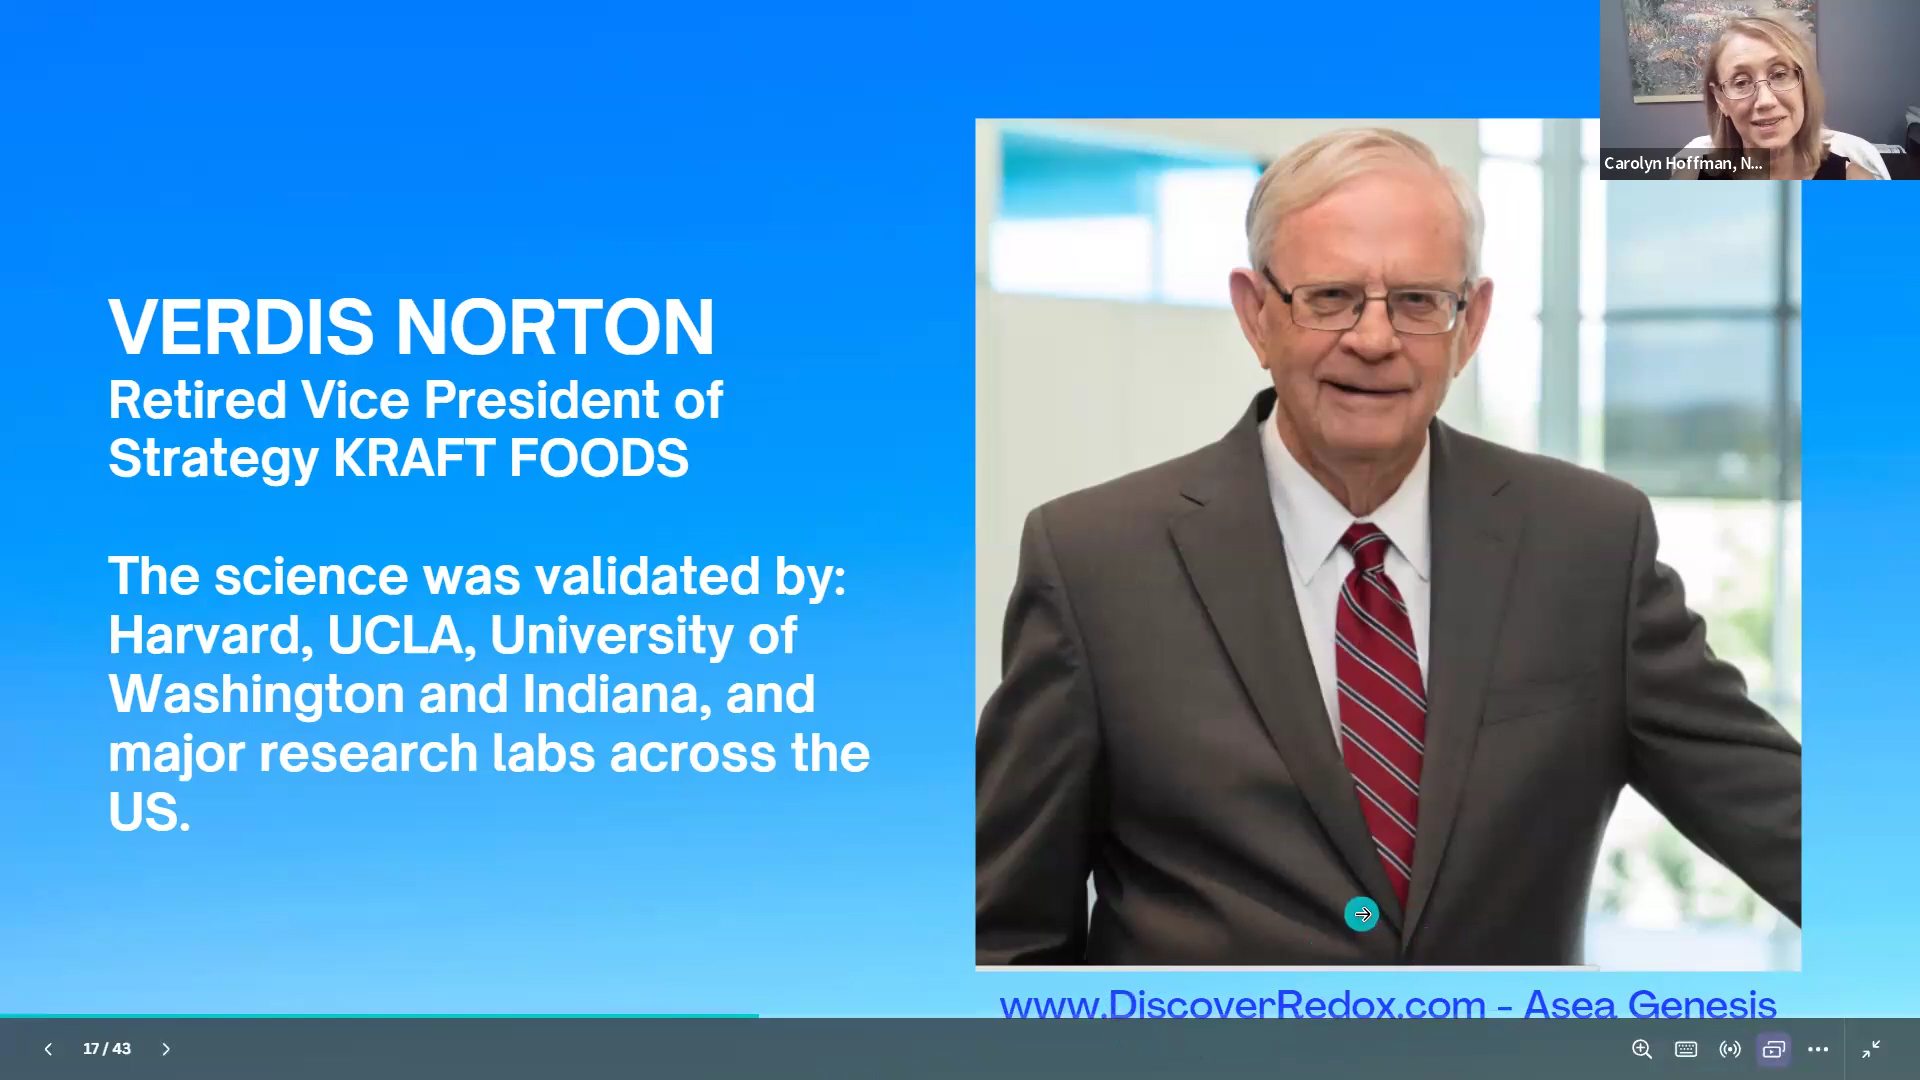 Carolyn Hoffman, N...
VERDIS NORTON
Retired Vice President of
Strategy KRAFT FOODS
The science was validated by:
Harvard, UCLA, University of
Washington and Indiana, and
major research labs across the
US.
www.DiscoverRedox.com - Asea Genesis
17 / 43